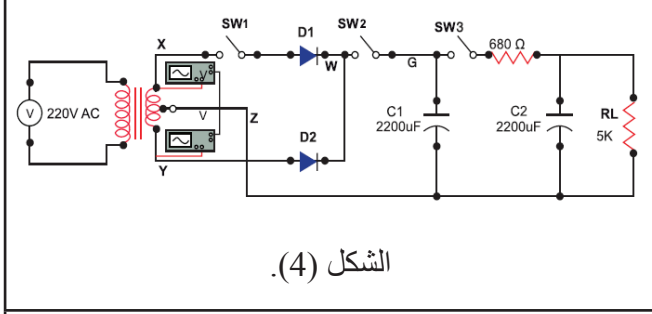 SW1 D1 SW2 SW3
X W G 680 Ω
V 220V AC V Z C1 2200uF C2 2200uF RL 5K
V
D2
Y
الشكل (4).